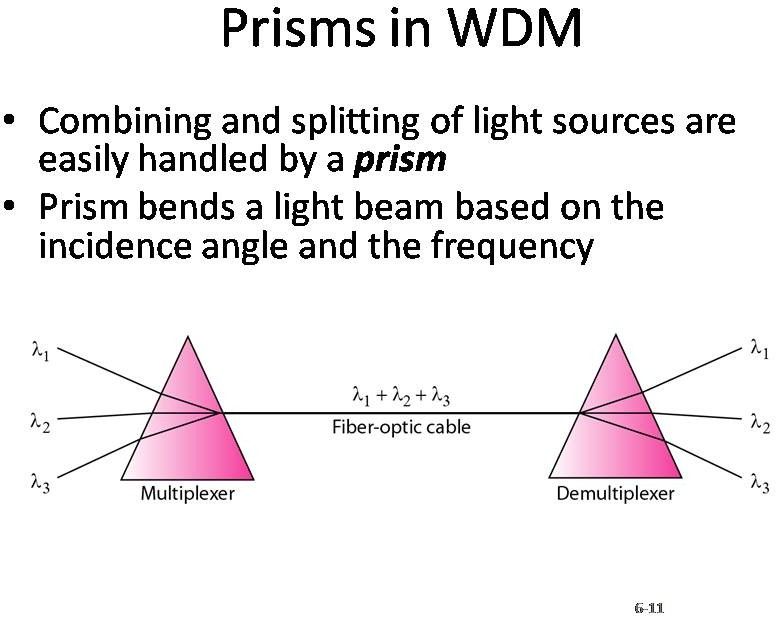 Prisms in WDM
• Combining and splitting of light sources are
easily handled by a prism
• Prism bends a light beam based on the
incidence angle and the frequency
λ1
λ2
λ3
Multiplexer
λ1 + λ2 + λ3
Fiber-optic cable
Demultiplexer
λ1
λ2
λ3
6-11